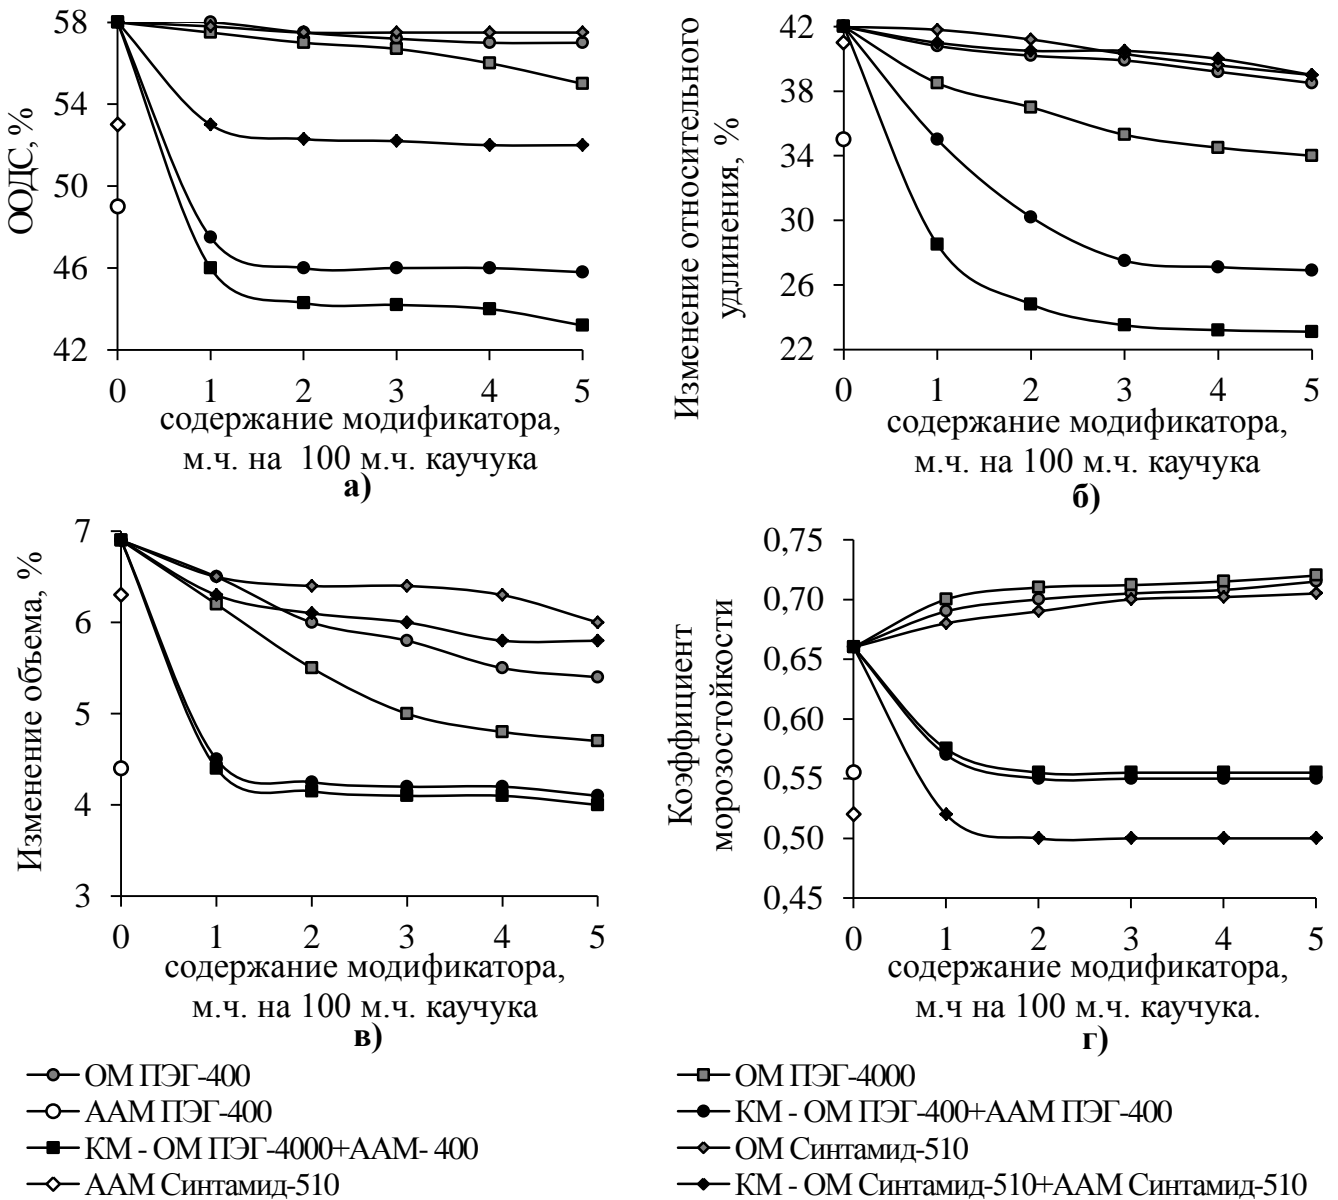 ООДС, %
58
54
50
46
42
0 1 2 3 4 5
содержание модификатора,
м.ч. на 100 м.ч. каучука
а)
Изменение относительного
удлинения, %
42
38
34
30
26
22
0 1 2 3 4 5
содержание модификатора,
м.ч. на 100 м.ч. каучука
б)
Изменение объема, %
7
6
5
4
3
0 1 2 3 4 5
содержание модификатора,
м.ч. на 100 м.ч. каучука
в)
Коэффициент
морозостойкости
0,75
0,70
0,65
0,60
0,55
0,50
0,45
0 1 2 3 4 5
содержание модификатора,
м.ч на 100 м.ч. каучука.
г)
ОМ ПЭГ-400
ААМ ПЭГ-400
КМ - ОМ ПЭГ-4000+ААМ- 400
ААМ Синтамид-510
ОМ ПЭГ-4000
КМ - ОМ ПЭГ-400+ААМ ПЭГ-400
ОМ Синтамид-510
КМ - ОМ Синтамид-510+ААМ Синтамид-510